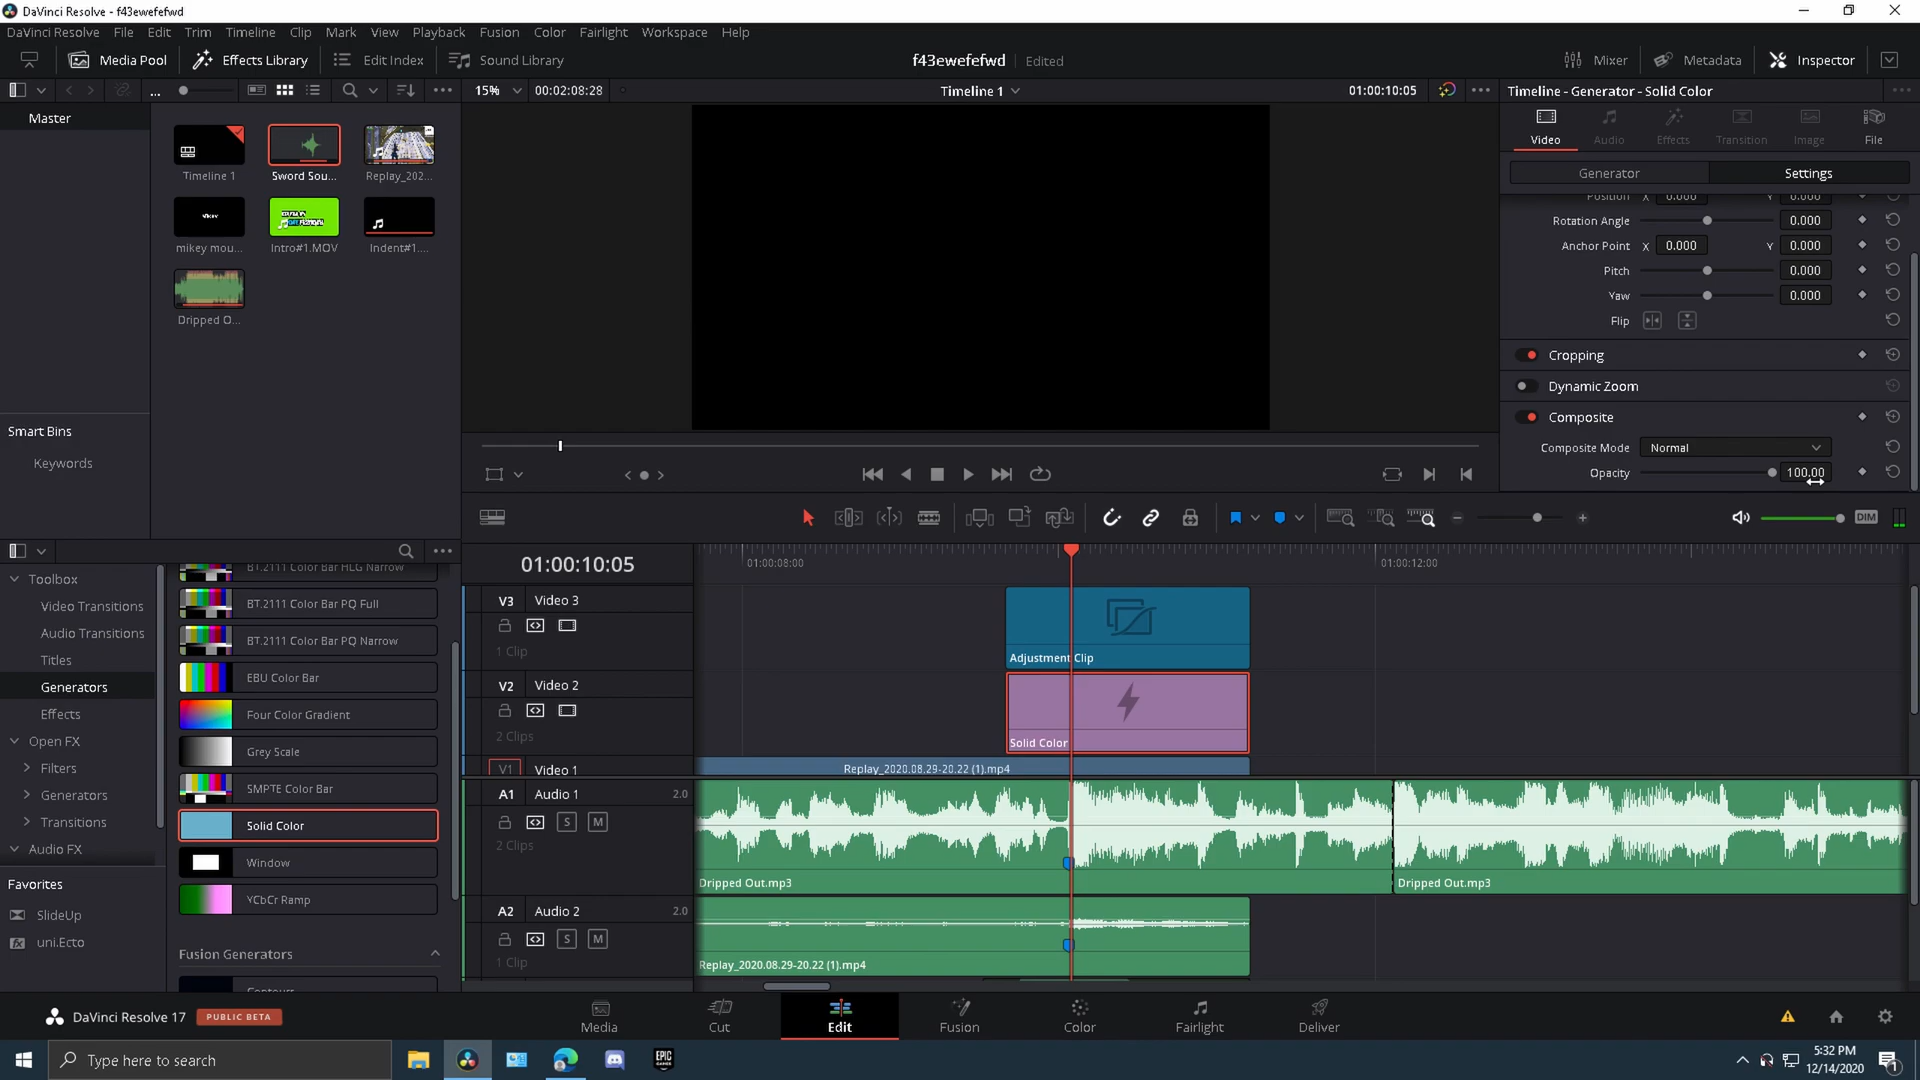 DaVinci Resolve - f43ewefefwd
DaVinci Resolve File Edit Trim Timeline Clip Mark View Playback Fusion Color Fairlight Workspace Help
Media Pool Effects Library Edit Index Sound Library f43ewefefwd Edited Mixer Metadata Inspector
... 15% 00:02:08:28 Timeline 1 01:00:10:05 Timeline - Generator - Solid Color
Master
Timeline 1 Sword Sou... Replay_202...
mikey mou... Intro#1.MOV Indent#1....
Dripped O...
Smart Bins
Keywords
Video Audio Effects Transition Image File
Generator Settings
Position X 0.000 Y 0.000
Rotation Angle 0.000
Anchor Point X 0.000 Y 0.000
Pitch 0.000
Yaw 0.000
Flip
Cropping
Dynamic Zoom
Composite
Composite Mode Normal
Opacity 100.00
DIM
Toolbox
Video Transitions
Audio Transitions
Titles
Generators
Effects
Open FX
Filters
Generators
Transitions
Audio FX
Favorites
SlideUp
uni.Ecto
BT.2111 Color Bar HLG Narrow
BT.2111 Color Bar PQ Full
BT.2111 Color Bar PQ Narrow
EBU Color Bar
Four Color Gradient
Grey Scale
SMPTE Color Bar
Solid Color
Window
YCbCr Ramp
Fusion Generators
Contours
01:00:10:05 01:00:08:00 01:00:12:00
V3 Video 3
1 Clip
Adjustment Clip
V2 Video 2
2 Clips
Solid Color
V1 Video 1 Replay_2020.08.29-20.22 (1).mp4
A1 Audio 1 2.0
S M
2 Clips
Dripped Out.mp3 Dripped Out.mp3
A2 Audio 2 2.0
S M
1 Clip
Replay_2020.08.29-20.22 (1).mp4
DaVinci Resolve 17 PUBLIC BETA
Media Cut Edit Fusion Color Fairlight Deliver
Type here to search
EPIC GAMES
5:32 PM
12/14/2020
1